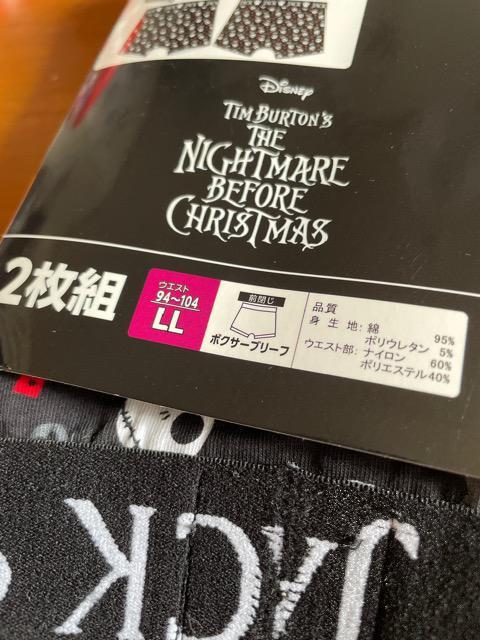 Disney
TIM BURTON'S
THE
NIGHTMARE
BEFORE
CHRISTMAS
2枚組
ウエスト
94~104
LL
前閉じ
ボクサーブリーフ
品質
身生地: 綿 95%
ポリウレタン 5%
ウエスト部: ナイロン 60%
ポリエステル 40%
JACK